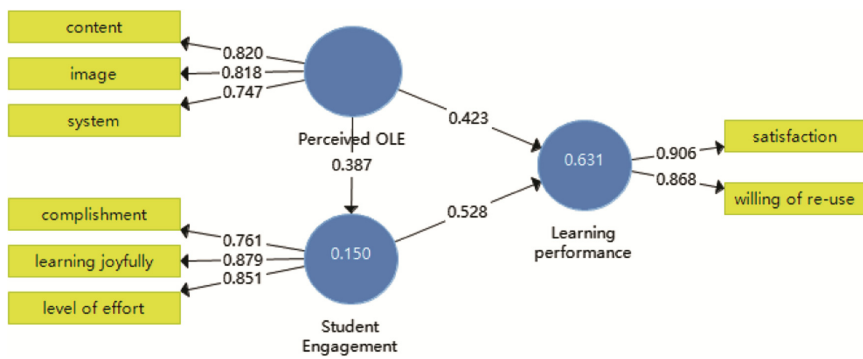 content
0.820
image
0.818
0.747
system
Perceived OLE
0.423
0.387
0.631
satisfaction
0.906
0.868
willing of re-use
complishment
0.761
learning joyfully
0.879
0.851
level of effort
0.150
0.528
Learning
performance
Student
Engagement